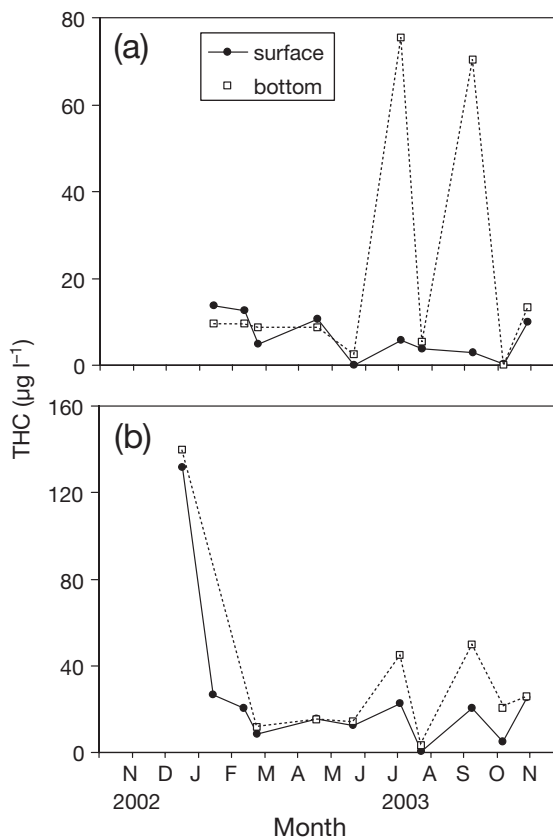 (a)
surface
bottom
80
60
40
20
0
THC (µg l⁻¹)
160
(b)
120
80
40
0
N D J F M A M J J A S O N
2002 2003
Month